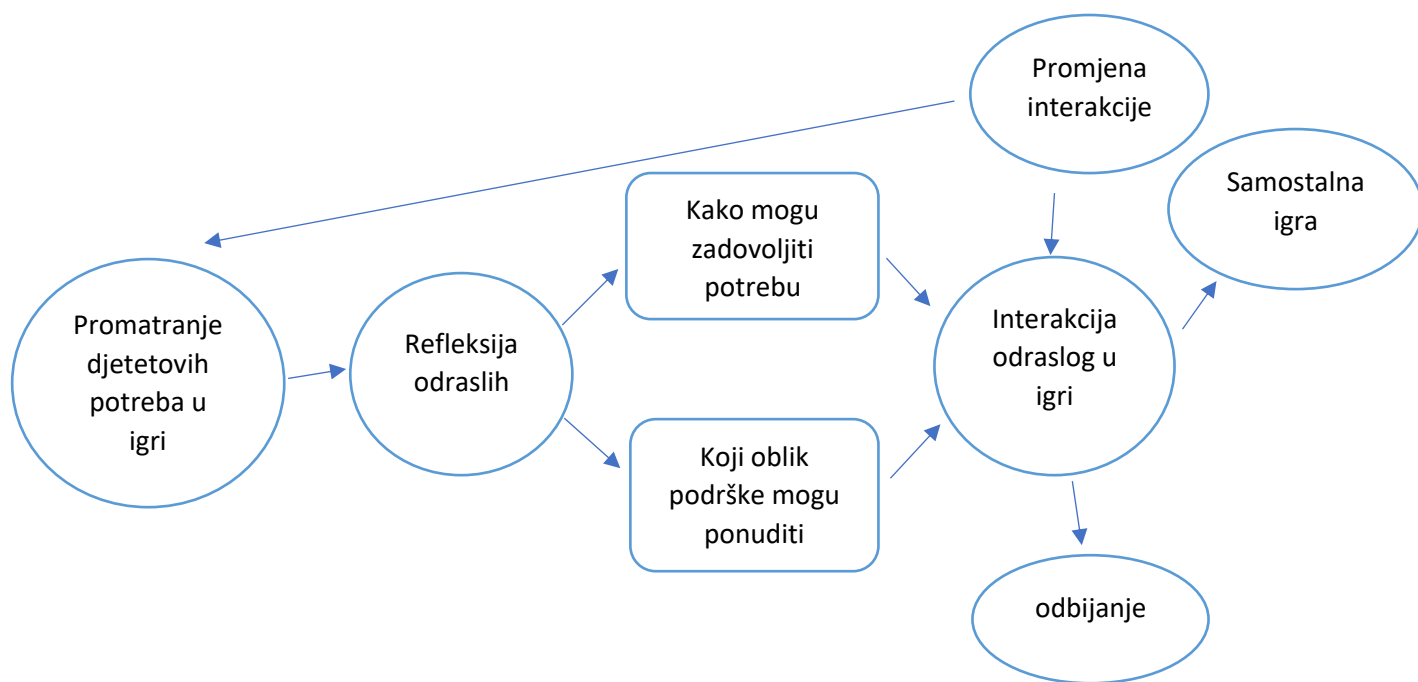 Promjena
interakcije
Samostalna
igra
Kako mogu
zadovoljiti
potrebu
Promatranje
djetetovih
potreba u
igri
Refleksija
odraslih
Interakcija
odraslog u
igri
Koji oblik
podrške mogu
ponuditi
odbijanje